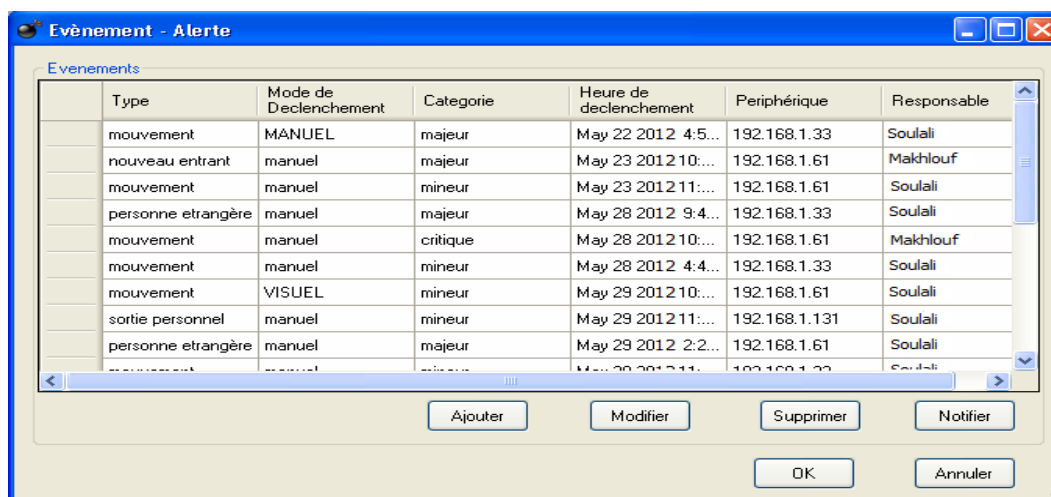 Evènement - Alerte
Evenements
Type Mode de Declenchement Categorie Heure de declenchement Periphérique Responsable
mouvement MANUEL majeur May 22 2012 4:5... 192.168.1.33 Soulali
nouveau entrant manuel majeur May 23 2012 10:... 192.168.1.61 Makhlouf
mouvement manuel mineur May 23 2012 11:... 192.168.1.61 Soulali
personne etrangère manuel majeur May 28 2012 9:4... 192.168.1.33 Soulali
mouvement manuel critique May 28 2012 10:... 192.168.1.61 Makhlouf
mouvement manuel mineur May 28 2012 4:4... 192.168.1.33 Soulali
mouvement VISUEL mineur May 29 2012 10:... 192.168.1.61 Soulali
sortie personnel manuel mineur May 29 2012 11:... 192.168.1.131 Soulali
personne etrangère manuel majeur May 29 2012 2:2... 192.168.1.61 Soulali
Ajouter Modifier Supprimer Notifier
OK Annuler